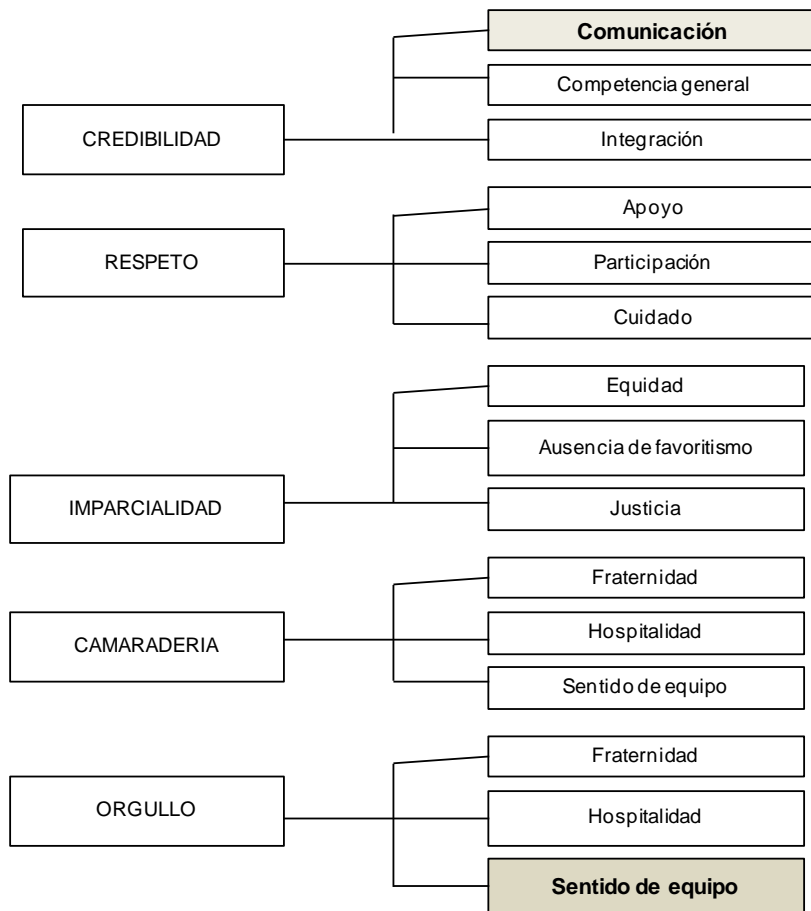 Comunicación
Competencia general
CREDIBILIDAD
Integración
Apoyo
RESPETO
Participación
Cuidado
Equidad
Ausencia de favoritismo
IMPARCIALIDAD
Justicia
Fraternidad
CAMARADERIA
Hospitalidad
Sentido de equipo
Fraternidad
ORGULLO
Hospitalidad
Sentido de equipo